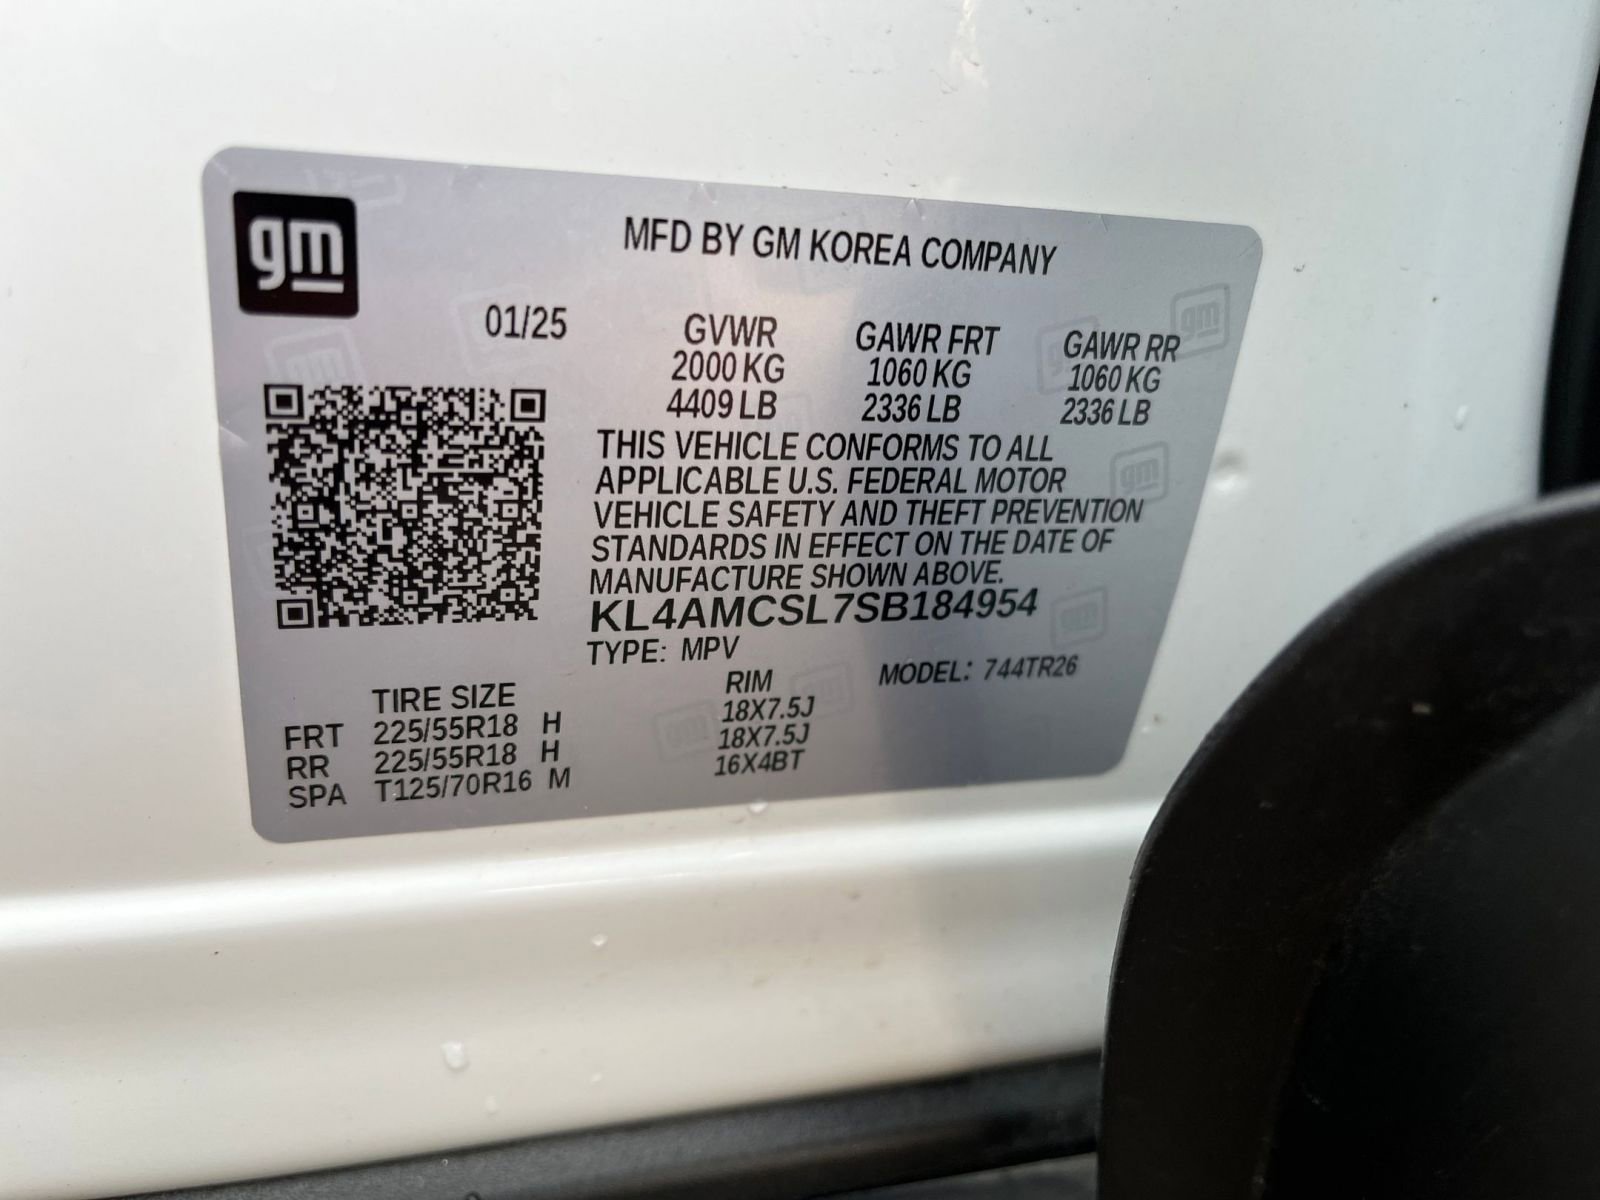 gm
MFD BY GM KOREA COMPANY
01/25 GVWR GAWR FRT GAWR RR
2000 KG 1060 KG 1060 KG
4409 LB 2336 LB 2336 LB
THIS VEHICLE CONFORMS TO ALL
APPLICABLE U.S. FEDERAL MOTOR
VEHICLE SAFETY AND THEFT PREVENTION
STANDARDS IN EFFECT ON THE DATE OF
MANUFACTURE SHOWN ABOVE.
KL4AMCSL7SB184954
TYPE: MPV MODEL: 744TR26
TIRE SIZE RIM
FRT 225/55R18 H 18X7.5J
RR 225/55R18 H 18X7.5J
SPA T125/70R16 M 16X4BT